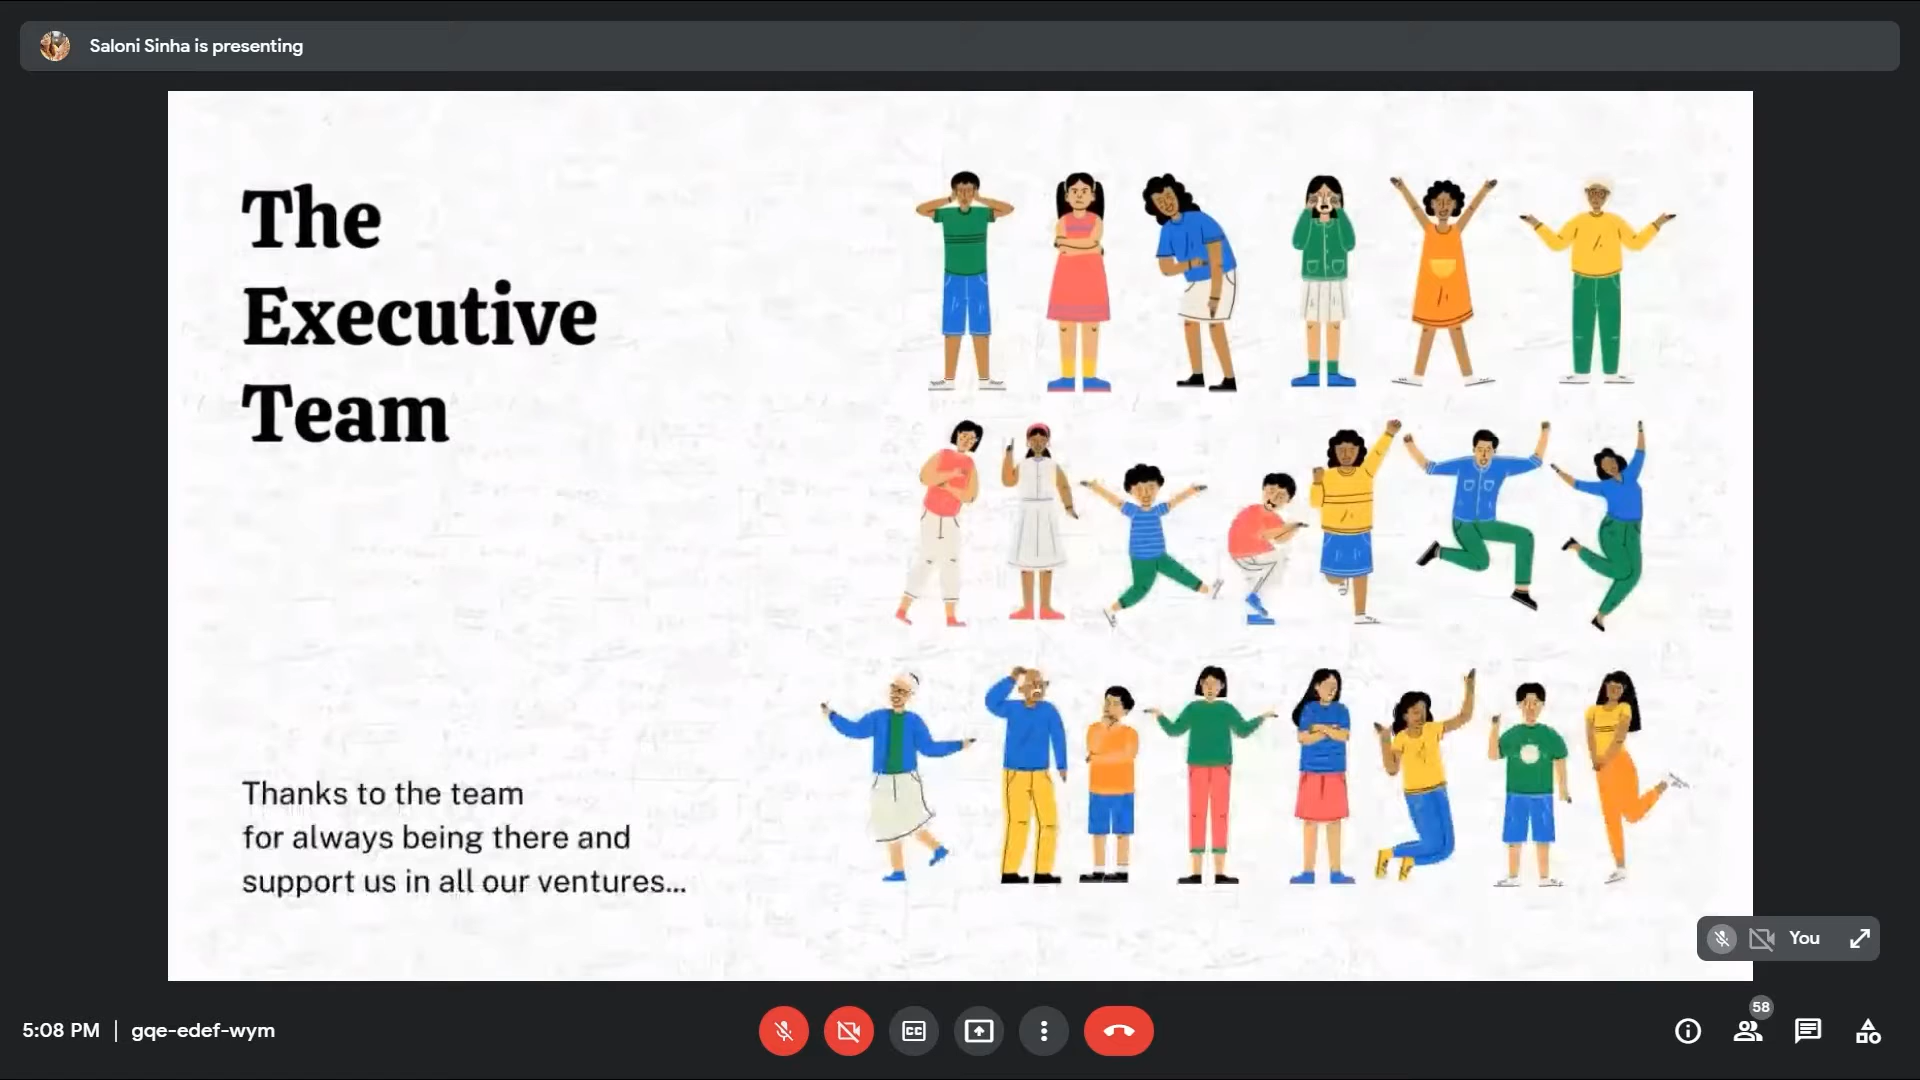 Saloni Sinha is presenting
The
Executive
Team
Thanks to the team
for always being there and
support us in all our ventures...
You
58
5:08 PM | gqe-edef-wym
CC